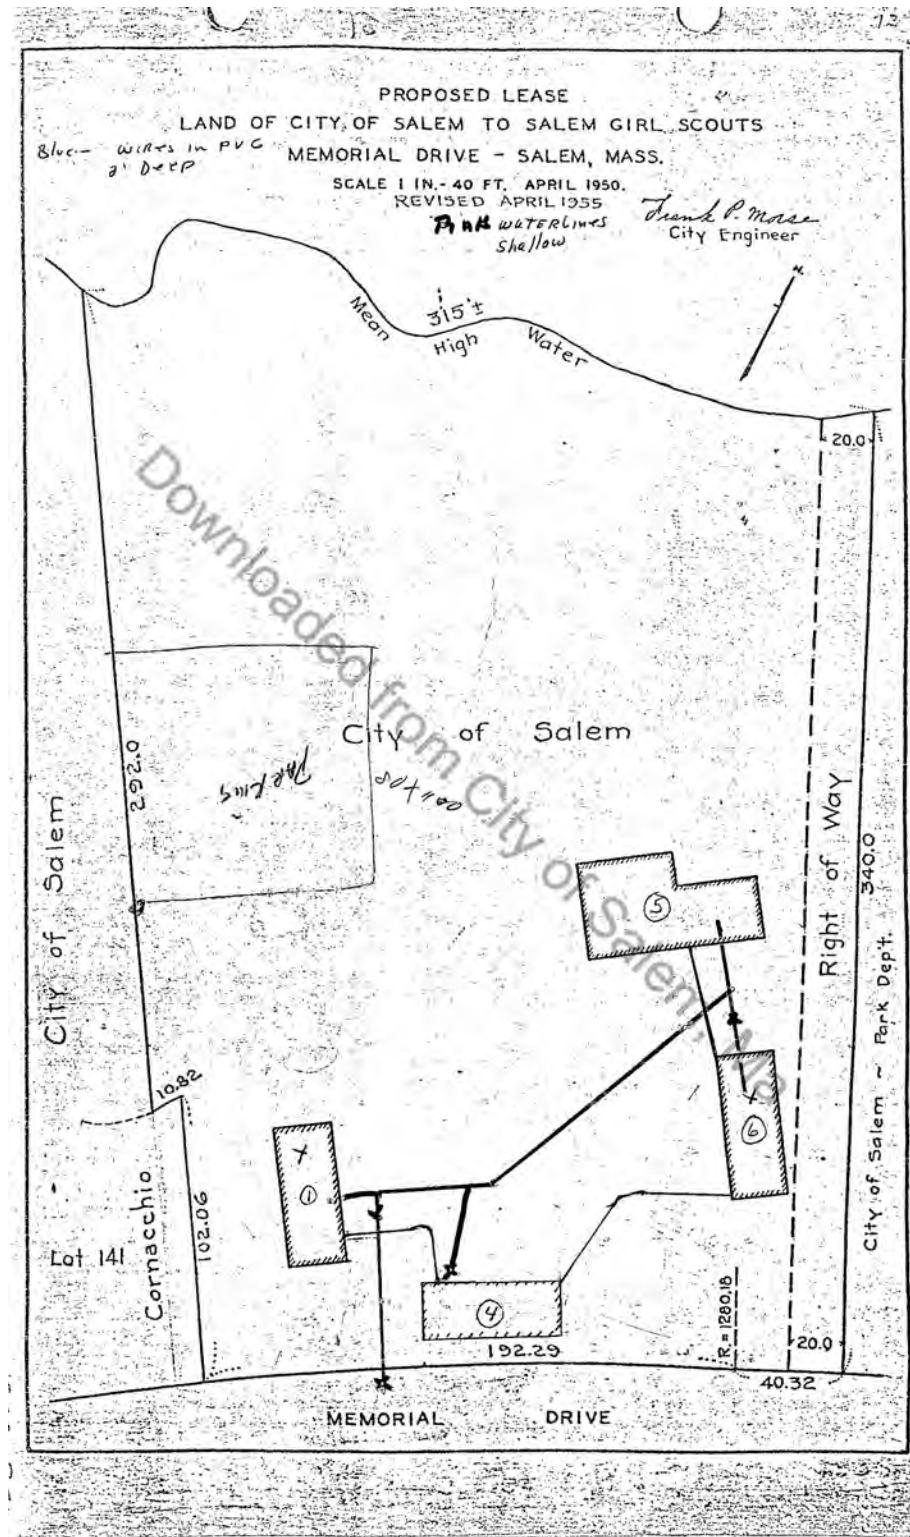 12
PROPOSED LEASE
LAND OF CITY OF SALEM TO SALEM GIRL SCOUTS
MEMORIAL DRIVE - SALEM, MASS.
SCALE 1 IN. - 40 FT. APRIL 1950.
REVISED APRIL 1955
Blue - wires in PVC
2' Deep
Pink waterlines
shallow
Frank P. Morse
City Engineer
N.
315'±
Mean High Water
20.0
City of Salem
292.0
Parking
City of Salem
Right of Way
340.0
City of Salem ~ Park Dep't.
5
6
10.82
1
Lot 141
Cornacchio
102.06
4
192.29
R = 1280.18
20.0
40.32
MEMORIAL DRIVE
Downloaded from City of Salem, Ma